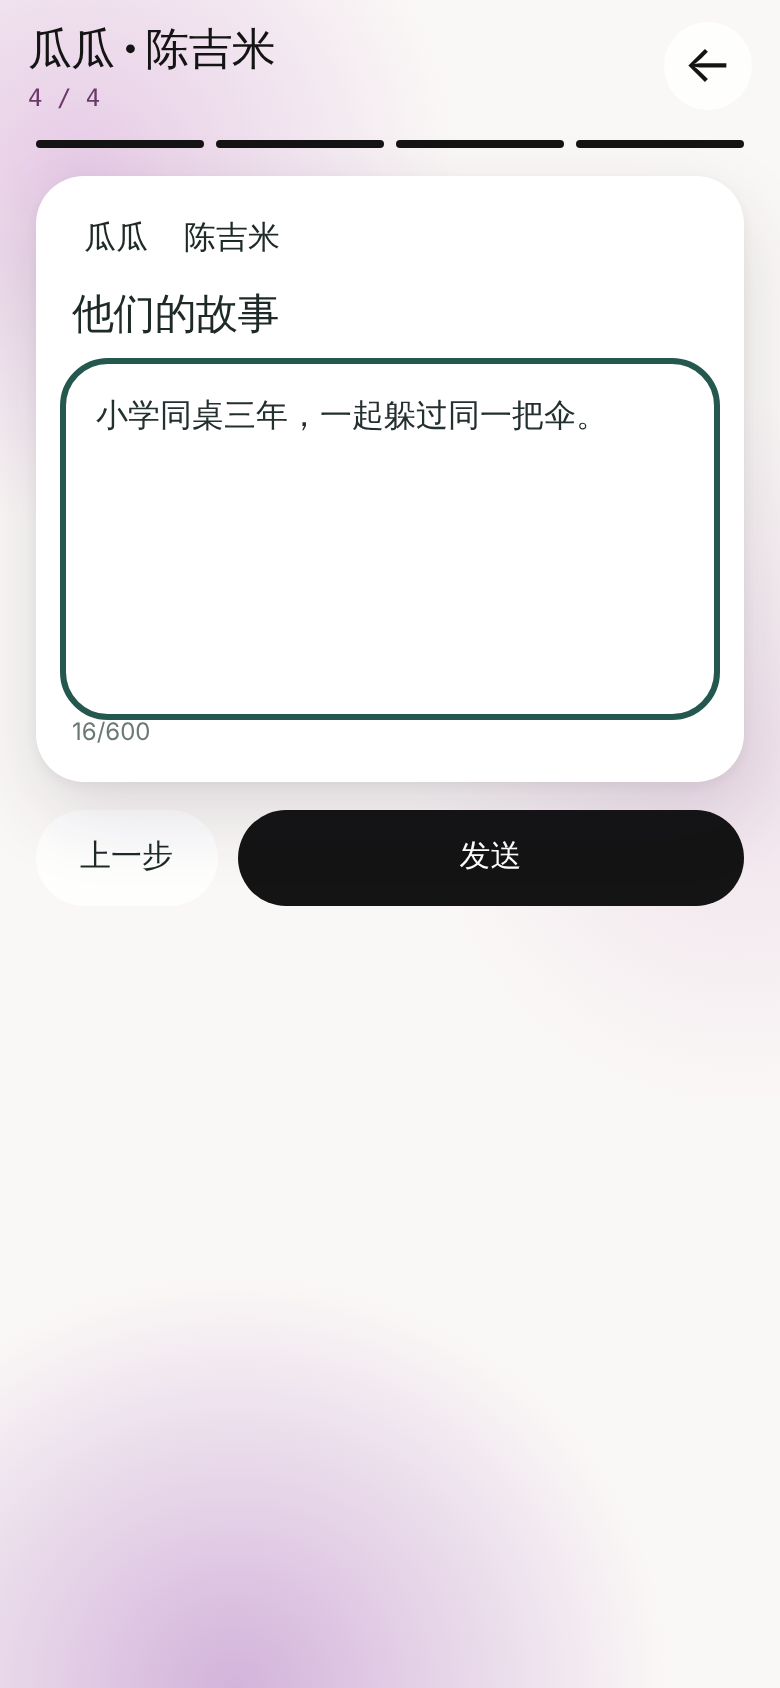 瓜瓜·陈吉米
4 / 4
瓜瓜 陈吉米
他们的故事
小学同桌三年，一起躲过同一把伞。
16/600
上一步 发送